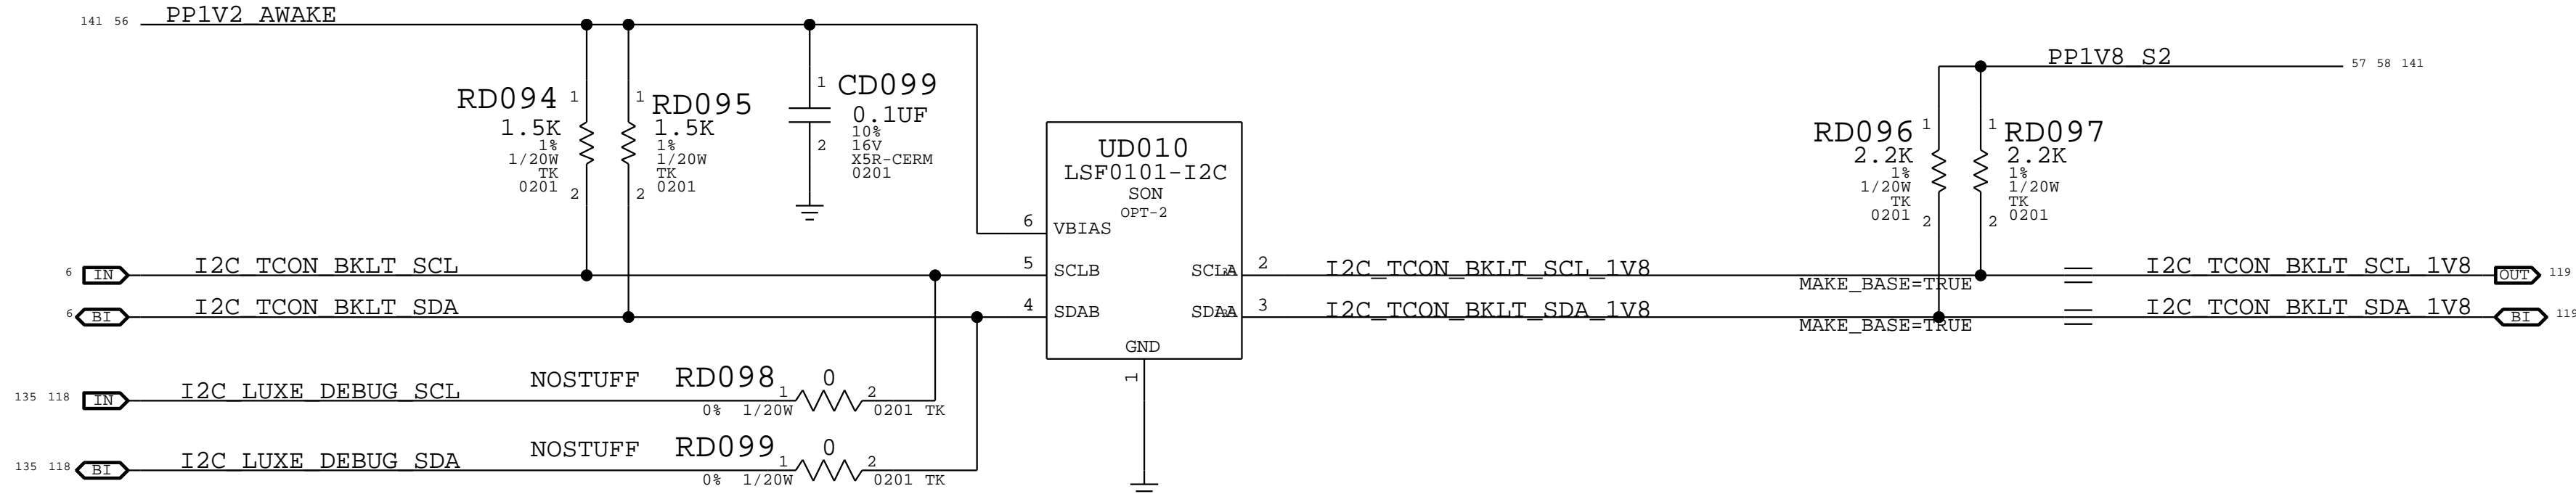 141 56 PP1V2_AWAKE
PP1V8_S2 57 58 141
RD094 1
1.5K
1%
1/20W
TK
0201
2
1 RD095
1.5K
1%
1/20W
TK
0201
2
1 CD099
0.1UF
10%
16V
X5R-CERM
0201
2
UD010
LSF0101-I2C
SON
OPT-2
6 VBIAS
5 SCLB
4 SDAB
SCLA 2
SDAA 3
GND
1
RD096 1
2.2K
1%
1/20W
TK
0201
2
1 RD097
2.2K
1%
1/20W
TK
0201
2
6 IN I2C_TCON_BKLT_SCL
I2C_TCON_BKLT_SCL_1V8
MAKE_BASE=TRUE
I2C_TCON_BKLT_SCL_1V8 OUT 119
6 BI I2C_TCON_BKLT_SDA
I2C_TCON_BKLT_SDA_1V8
MAKE_BASE=TRUE
I2C_TCON_BKLT_SDA_1V8 BI 119
135 118 IN I2C_LUXE_DEBUG_SCL NOSTUFF RD098 1 0 2
0% 1/20W 0201 TK
135 118 BI I2C_LUXE_DEBUG_SDA NOSTUFF RD099 1 0 2
0% 1/20W 0201 TK